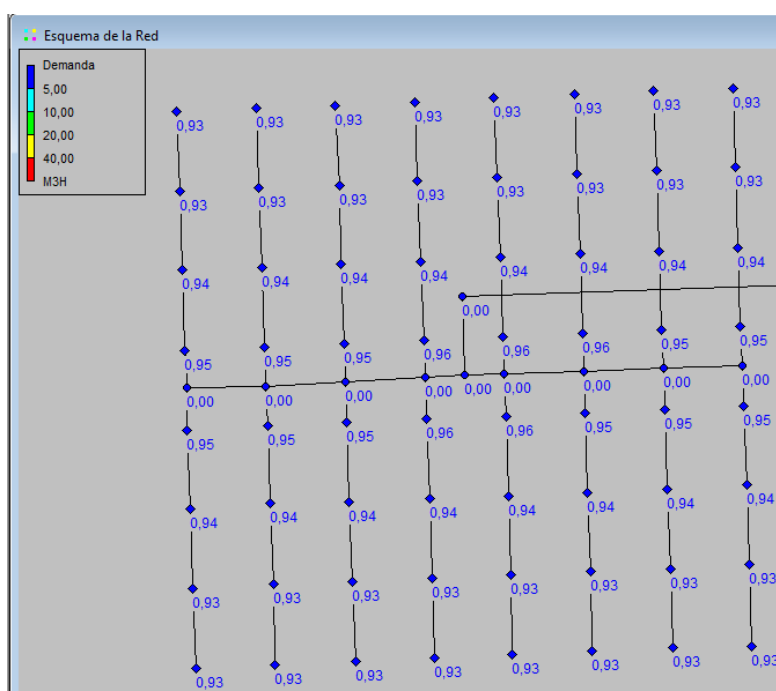 Esquema de la Red
Demanda
5,00
10,00
20,00
40,00
M3H
0,93 0,93 0,93 0,93 0,93 0,93 0,93 0,93
0,93 0,93 0,93 0,93 0,93 0,93 0,93 0,93
0,94 0,94 0,94 0,94 0,94 0,94 0,94 0,94
0,00
0,95 0,95 0,95 0,96 0,96 0,96 0,95 0,95
0,00 0,00 0,00 0,00 0,00 0,00 0,00 0,00 0,00
0,95 0,95 0,95 0,96 0,96 0,95 0,95 0,95
0,94 0,94 0,94 0,94 0,94 0,94 0,94 0,94
0,93 0,93 0,93 0,93 0,93 0,93 0,93 0,93
0,93 0,93 0,93 0,93 0,93 0,93 0,93 0,93